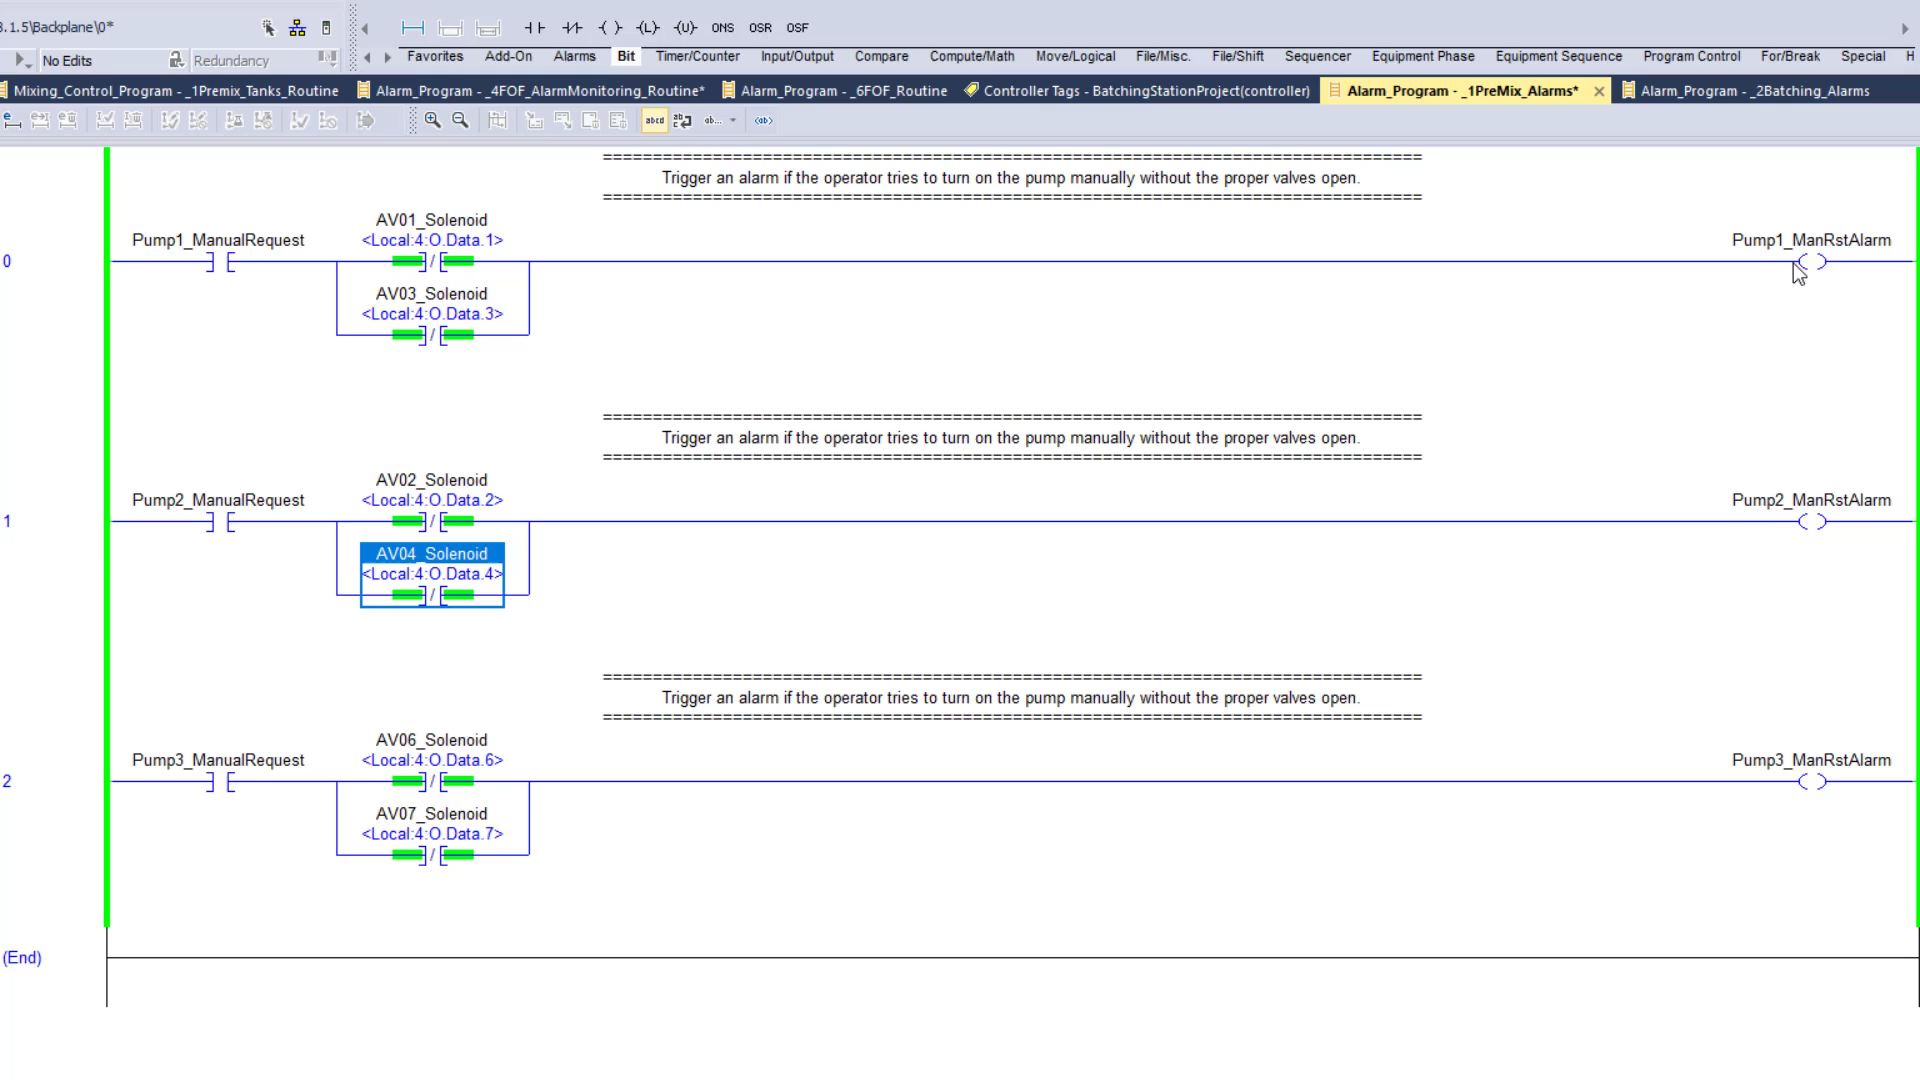 3.1.5\Backplane\0*
ONS OSR OSF
No Edits
Redundancy
Favorites Add-On Alarms Bit Timer/Counter Input/Output Compare Compute/Math Move/Logical File/Misc. File/Shift Sequencer Equipment Phase Equipment Sequence Program Control For/Break Special H
Mixing_Control_Program - _1Premix_Tanks_Routine
Alarm_Program - _4FOF_AlarmMonitoring_Routine*
Alarm_Program - _6FOF_Routine
Controller Tags - BatchingStationProject(controller)
Alarm_Program - _1PreMix_Alarms*
Alarm_Program - _2Batching_Alarms
Trigger an alarm if the operator tries to turn on the pump manually without the proper valves open.
AV01_Solenoid
Pump1_ManualRequest <Local:4:O.Data.1> Pump1_ManRstAlarm
0
AV03_Solenoid
<Local:4:O.Data.3>
Trigger an alarm if the operator tries to turn on the pump manually without the proper valves open.
AV02_Solenoid
Pump2_ManualRequest <Local:4:O.Data.2> Pump2_ManRstAlarm
1
AV04_Solenoid
<Local:4:O.Data.4>
Trigger an alarm if the operator tries to turn on the pump manually without the proper valves open.
AV06_Solenoid
Pump3_ManualRequest <Local:4:O.Data.6> Pump3_ManRstAlarm
2
AV07_Solenoid
<Local:4:O.Data.7>
(End)